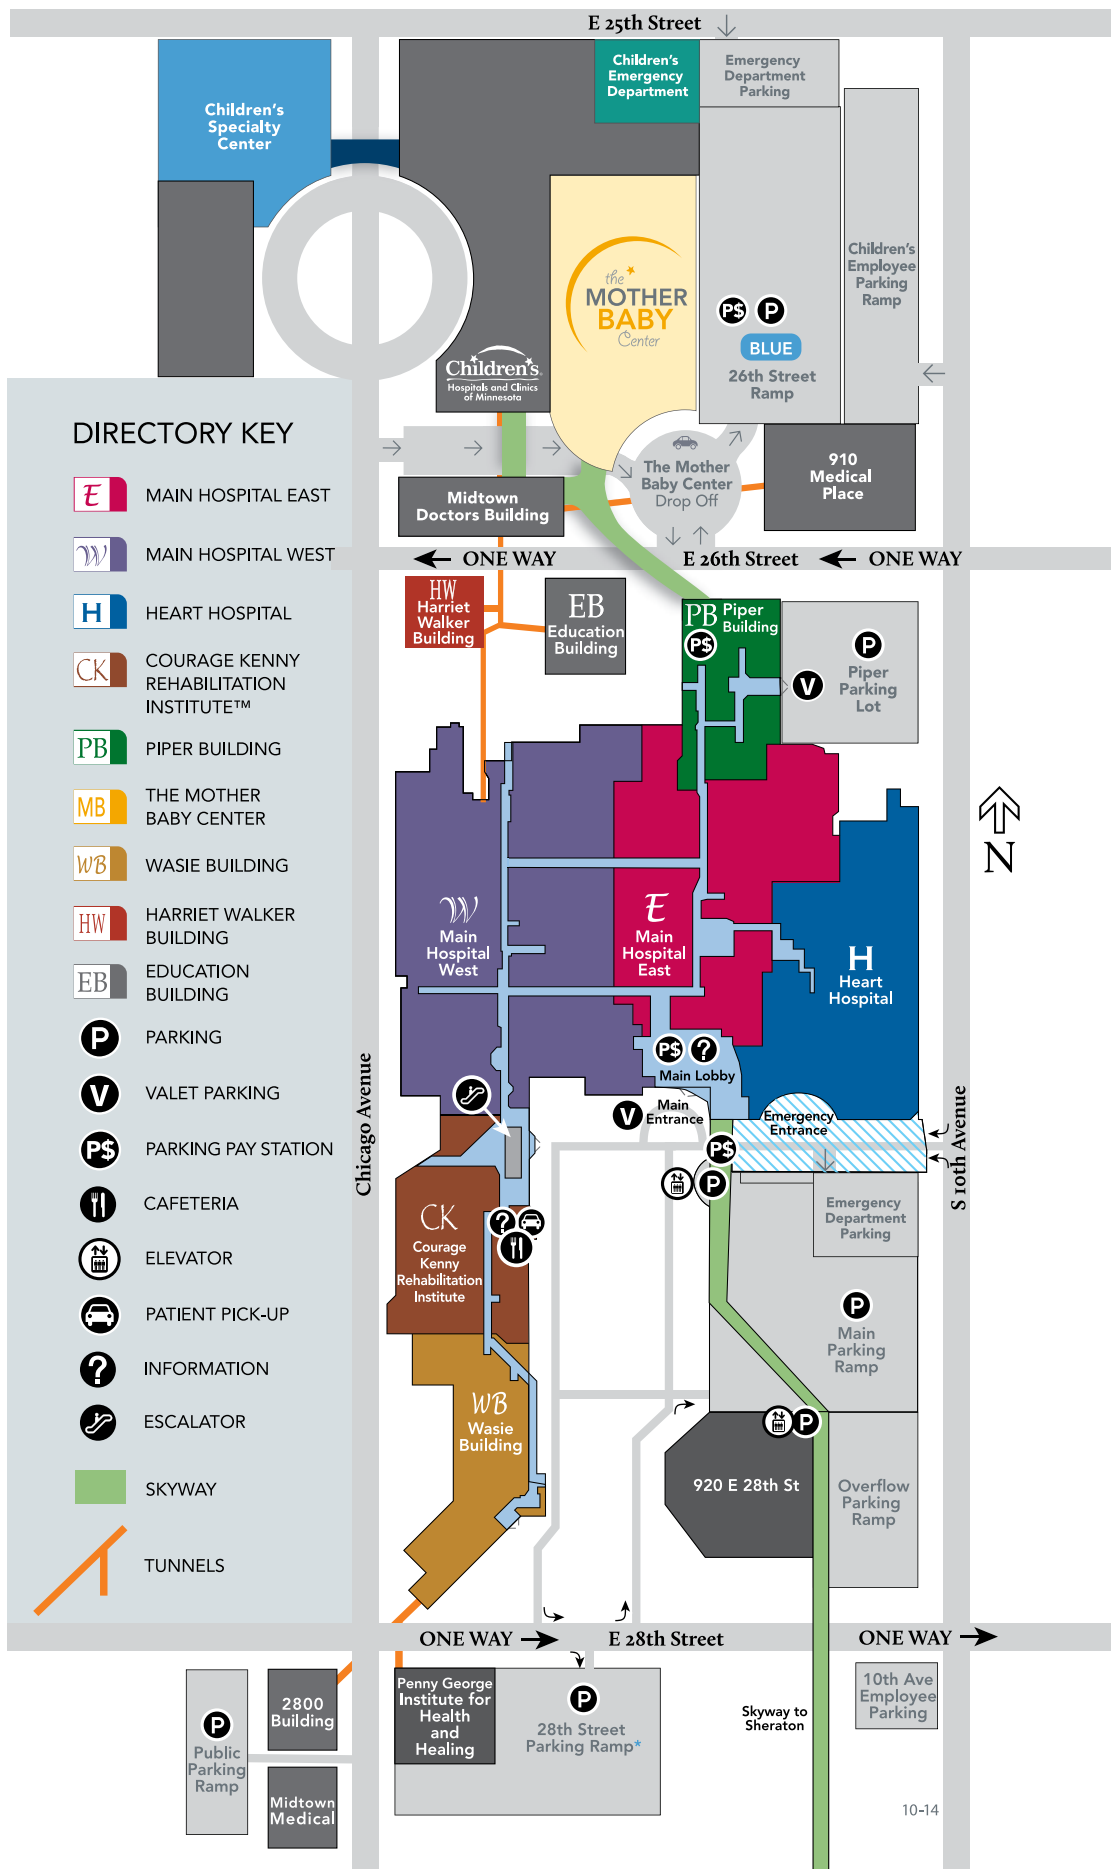 E 25th Street
Children's
Specialty
Center
Children's
Emergency
Department
Emergency
Department
Parking
Children's
Employee
Parking
Ramp
the
MOTHER
BABY
Center
P$ P
BLUE
26th Street
Ramp
Children's
Hospitals and Clinics
of Minnesota
The Mother
Baby Center
Drop Off
910
Medical
Place
Midtown
Doctors Building
ONE WAY
E 26th Street
ONE WAY
DIRECTORY KEY
E MAIN HOSPITAL EAST
W MAIN HOSPITAL WEST
H HEART HOSPITAL
CK COURAGE KENNY
REHABILITATION
INSTITUTE™
PB PIPER BUILDING
MB THE MOTHER
BABY CENTER
WB WASIE BUILDING
HW HARRIET WALKER
BUILDING
EB EDUCATION
BUILDING
P PARKING
V VALET PARKING
P$ PARKING PAY STATION
CAFETERIA
ELEVATOR
PATIENT PICK-UP
? INFORMATION
ESCALATOR
SKYWAY
TUNNELS
HW
Harriet
Walker
Building
EB
Education
Building
PB Piper
Building
P$
P
Piper
Parking
Lot
V
N
W
Main
Hospital
West
E
Main
Hospital
East
H
Heart
Hospital
P$ ?
Main Lobby
V
Main
Entrance
Emergency
Entrance
P$
P
Chicago Avenue
S 10th Avenue
Emergency
Department
Parking
CK
Courage
Kenny
Rehabilitation
Institute
?
P
Main
Parking
Ramp
WB
Wasie
Building
P
920 E 28th St
Overflow
Parking
Ramp
ONE WAY
E 28th Street
ONE WAY
P
Public
Parking
Ramp
2800
Building
Midtown
Medical
Penny George
Institute for
Health
and
Healing
P
28th Street
Parking Ramp*
Skyway to
Sheraton
10th Ave
Employee
Parking
10-14